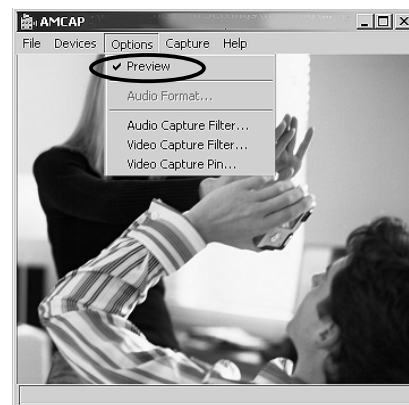 AMCAP
File Devices Options Capture Help
Preview
Audio Format...
Audio Capture Filter...
Video Capture Filter...
Video Capture Pin...